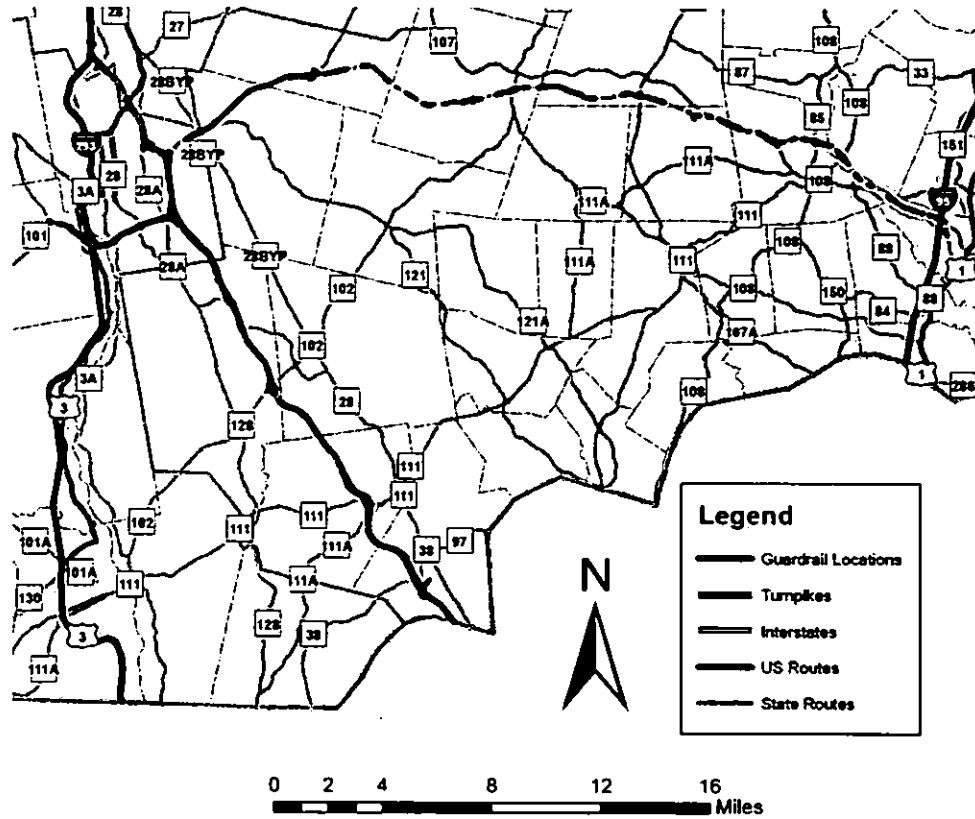 28
27
107
108
87
33
28BYP
108
85
151
28BYP
3A
28
28A
111A
108
95
101
111A
111
28A
28BYP
111A
111
108
88
1
121
102
108
150
88
84
121A
107A
102
3A
28
108
1
286
3
128
111
111
102
111
111
38
97
101A
111A
101A
130
111
111A
128
38
3
111A
N
Legend
Guardrail Locations
Turnpikes
Interstates
US Routes
State Routes
0 2 4 8 12 16
Miles